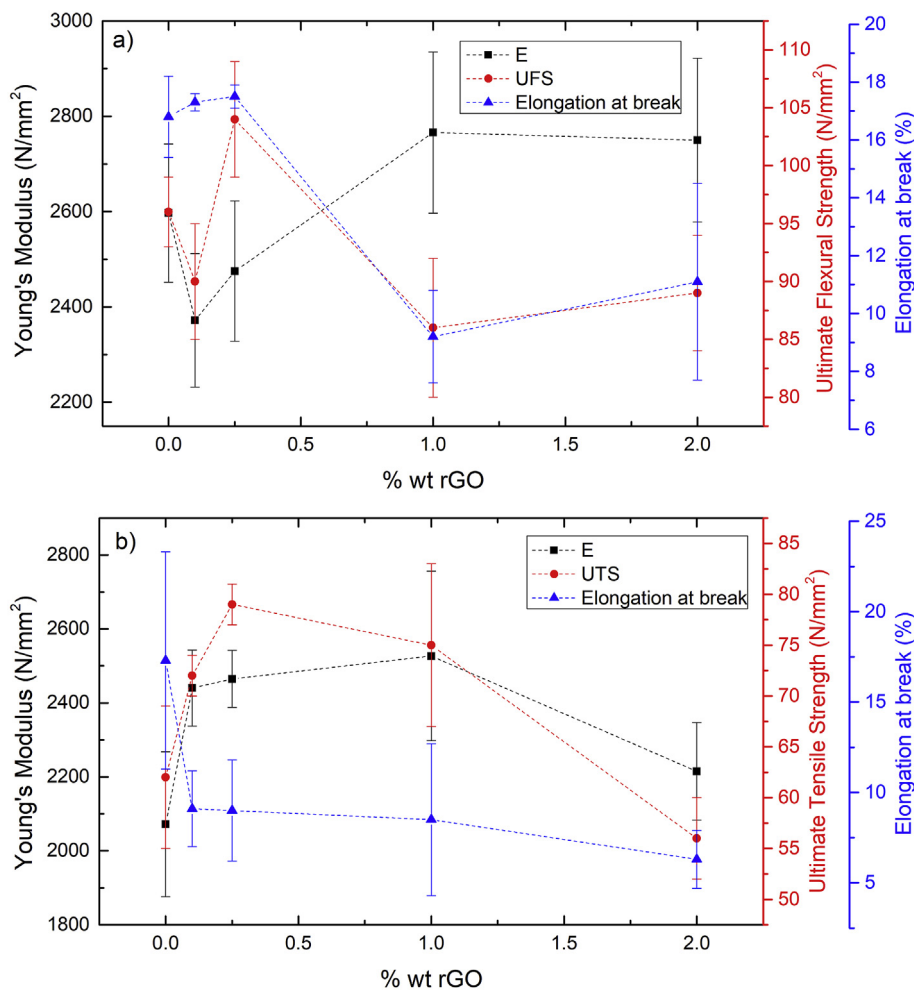 a)
E
UFS
Elongation at break
3000
2800
2600
2400
2200
Young's Modulus (N/mm²)
110
105
100
95
90
85
80
Ultimate Flexural Strength (N/mm²)
20
18
16
14
12
10
8
6
Elongation at break (%)
0.0 0.5 1.0 1.5 2.0
% wt rGO
b)
E
UTS
Elongation at break
2800
2600
2400
2200
2000
1800
Young's Modulus (N/mm²)
85
80
75
70
65
60
55
50
Ultimate Tensile Strength (N/mm²)
25
20
15
10
5
Elongation at break (%)
0.0 0.5 1.0 1.5 2.0
% wt rGO